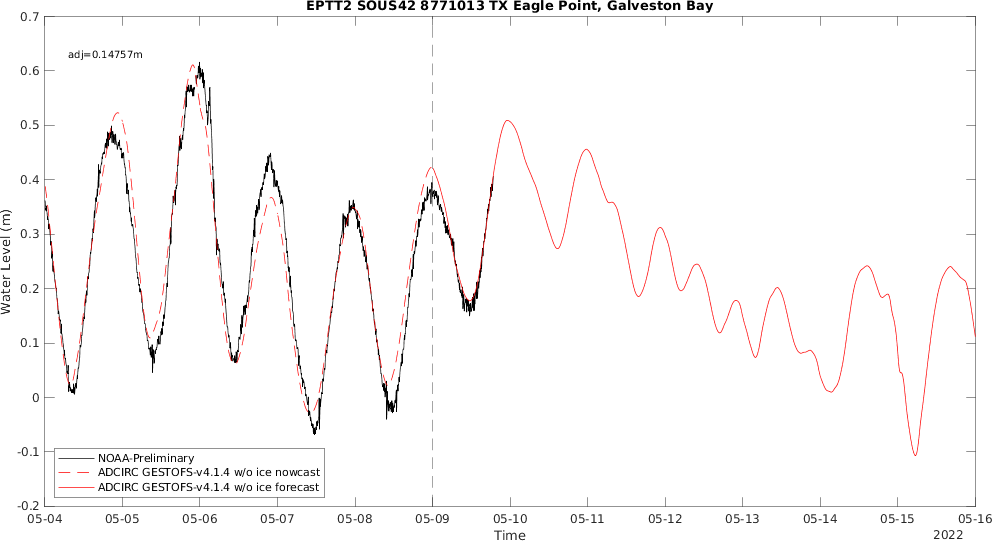 EPTT2 SOUS42 8771013 TX Eagle Point, Galveston Bay
0.7
adj=0.14757m
0.6
0.5
0.4
0.3
0.2
0.1
0
-0.1
-0.2
Water Level (m)
NOAA-Preliminary
ADCIRC GESTOFS-v4.1.4 w/o ice nowcast
ADCIRC GESTOFS-v4.1.4 w/o ice forecast
05-04 05-05 05-06 05-07 05-08 05-09 05-10 05-11 05-12 05-13 05-14 05-15 05-16
Time
2022